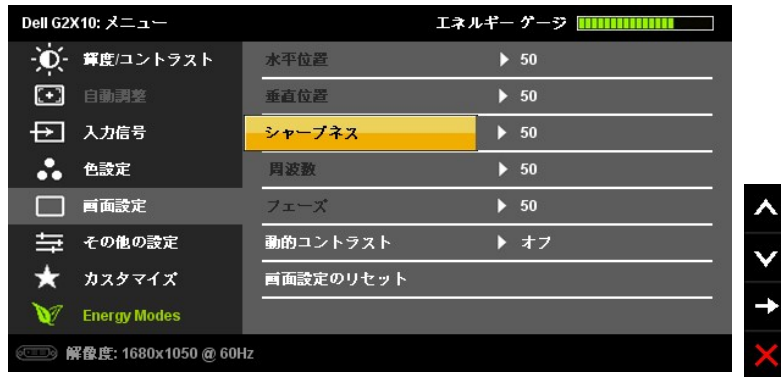 Dell G2X10: メニュー
エネルギー ゲージ
輝度/コントラスト
自動調整
入力信号
色設定
画面設定
その他の設定
カスタマイズ
Energy Modes
水平位置 50
垂直位置 50
シャープネス 50
周波数 50
フェーズ 50
動的コントラスト オフ
画面設定のリセット
解像度: 1680x1050 @ 60Hz